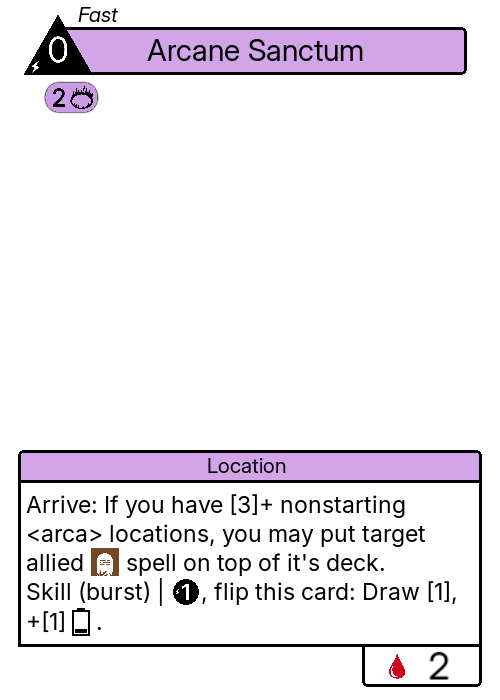 Fast
0 Arcane Sanctum
2
Location
Arrive: If you have [3]+ nonstarting
<arca> locations, you may put target
allied spell on top of it's deck.
Skill (burst) | 1, flip this card: Draw [1],
+[1] .
2